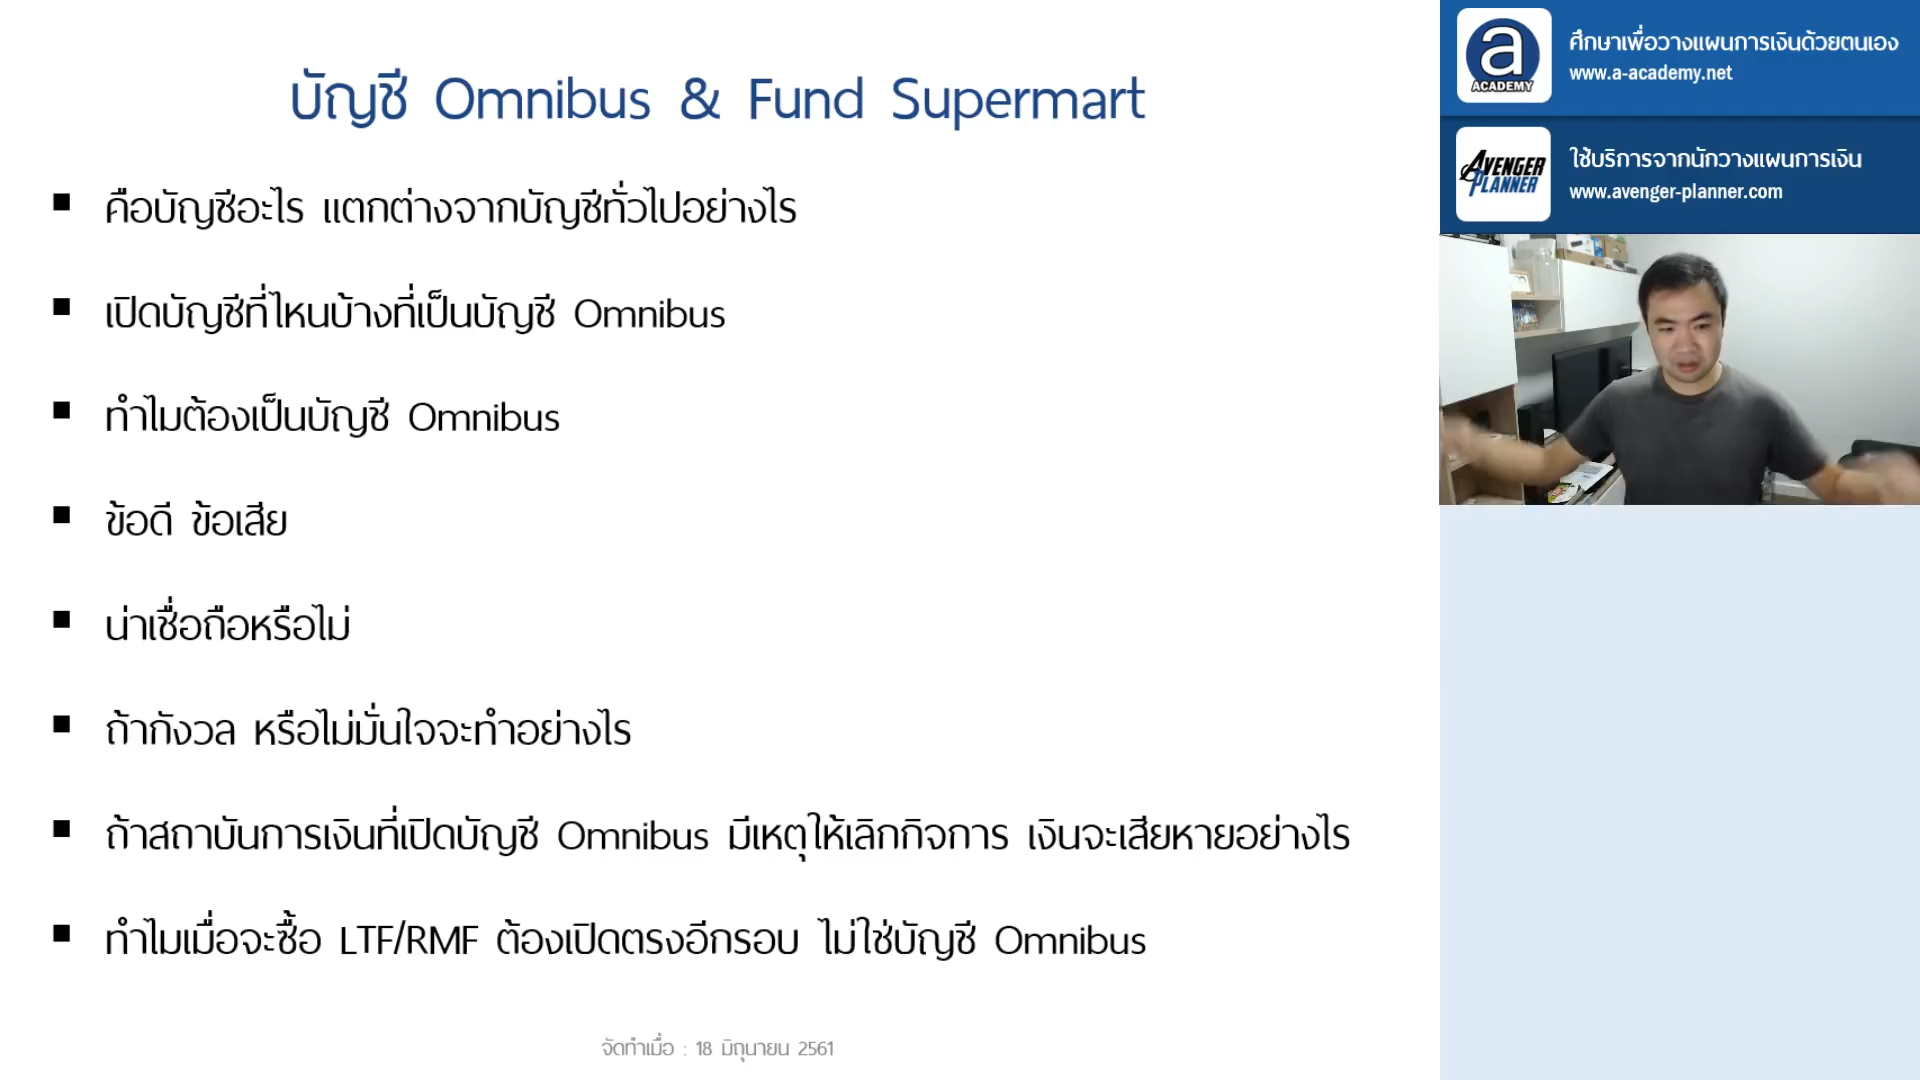 บัญชี Omnibus & Fund Supermart
▪ คือบัญชีอะไร แตกต่างจากบัญชีทั่วไปอย่างไร
▪ เปิดบัญชีที่ไหนบ้างที่เป็นบัญชี Omnibus
▪ ทำไมต้องเป็นบัญชี Omnibus
▪ ข้อดี ข้อเสีย
▪ น่าเชื่อถือหรือไม่
▪ ถ้ากังวล หรือไม่มั่นใจจะทำอย่างไร
▪ ถ้าสถาบันการเงินที่เปิดบัญชี Omnibus มีเหตุให้เลิกกิจการ เงินจะเสียหายอย่างไร
▪ ทำไมเมื่อจะซื้อ LTF/RMF ต้องเปิดตรงอีกรอบ ไม่ใช่บัญชี Omnibus
จัดทำเมื่อ : 18 มิถุนายน 2561
a
ACADEMY
ศึกษาเพื่อวางแผนการเงินด้วยตนเอง
www.a-academy.net
AVENGER
PLANNER
ใช้บริการจากนักวางแผนการเงิน
www.avenger-planner.com